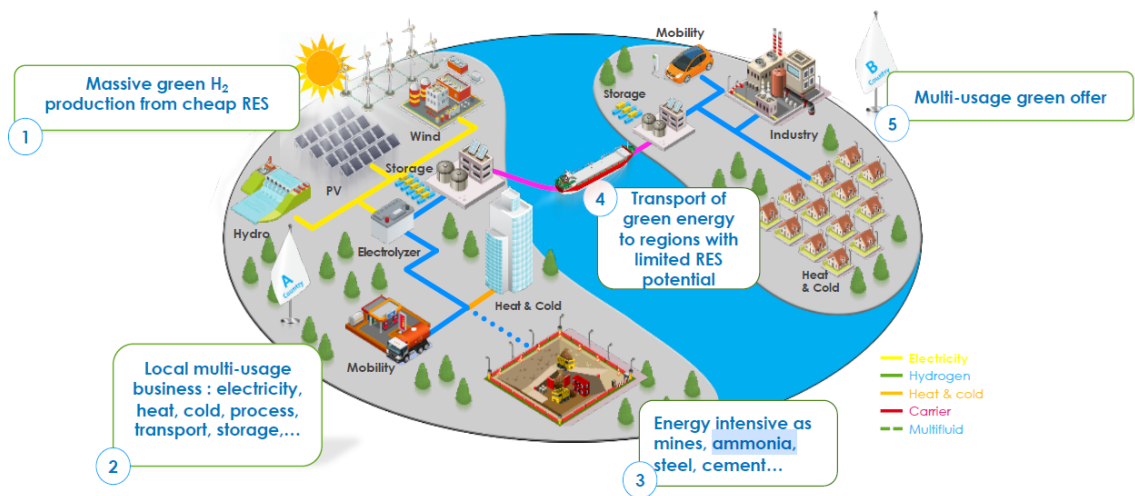 Massive green H₂
production from cheap RES
1
Wind
PV
Storage
Hydro
Electrolyzer
A
Country
Heat & Cold
Mobility
Local multi-usage
business : electricity,
heat, cold, process,
transport, storage,…
2
Energy intensive as
mines, ammonia,
steel, cement…
3
4
Transport of
green energy
to regions with
limited RES
potential
Mobility
Storage
Industry
Heat
& Cold
B
Country
Multi-usage green offer
5
Electricity
Hydrogen
Heat & cold
Carrier
Multifluid